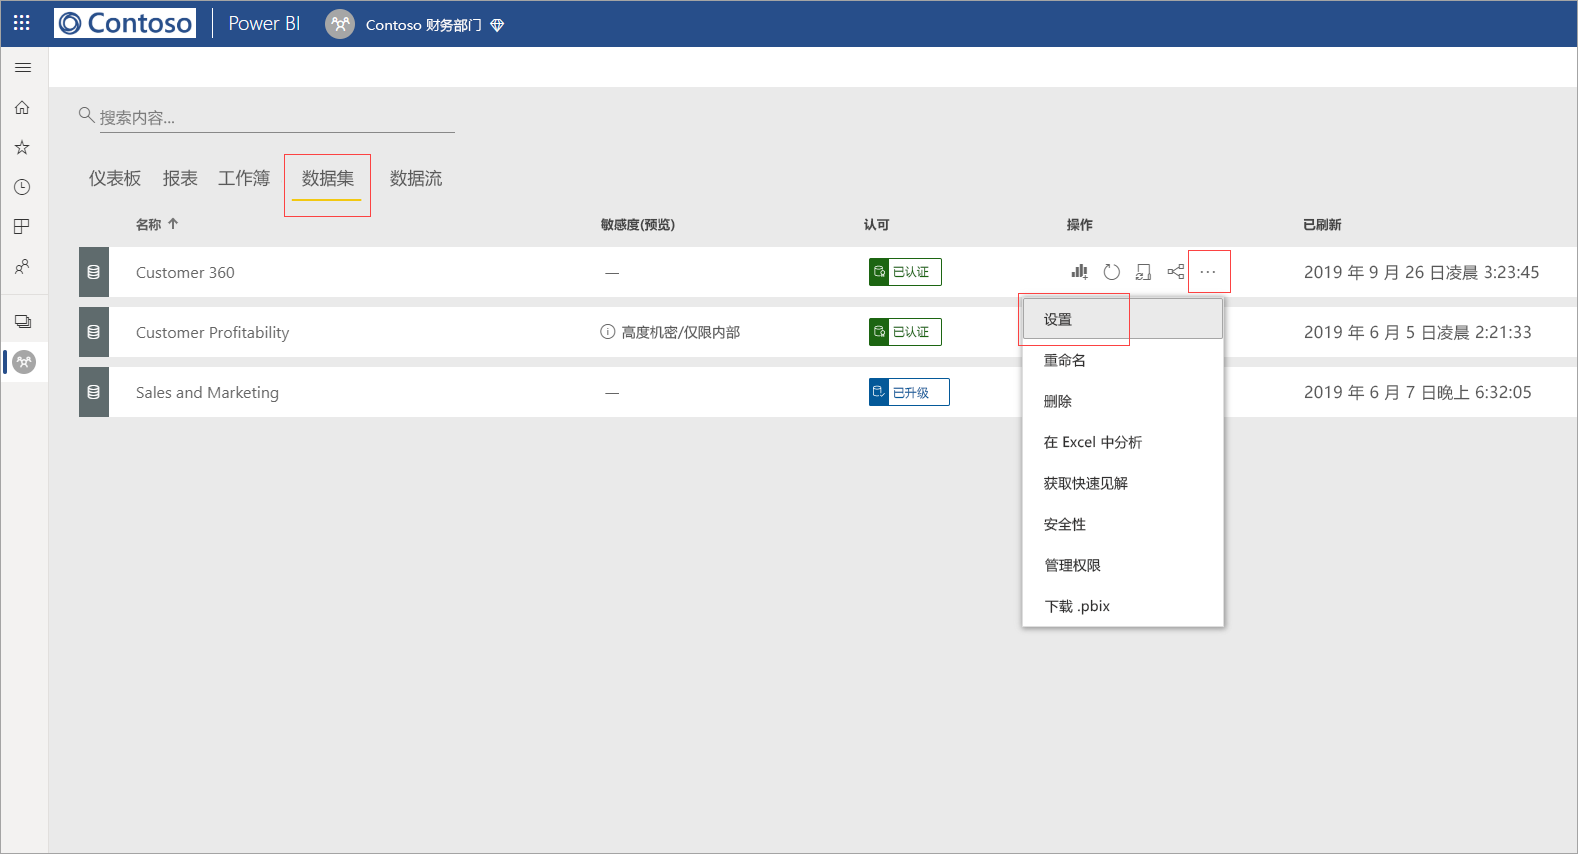 Contoso Power BI Contoso 财务部门
搜索内容...
仪表板 报表 工作簿 数据集 数据流
名称 敏感度(预览) 认可 操作 已刷新
Customer 360 — 已认证 ... 2019 年 9 月 26 日凌晨 3:23:45
Customer Profitability 高度机密/仅限内部 已认证 2019 年 6 月 5 日凌晨 2:21:33
Sales and Marketing — 已升级 2019 年 6 月 7 日晚上 6:32:05
设置
重命名
删除
在 Excel 中分析
获取快速见解
安全性
管理权限
下载 .pbix